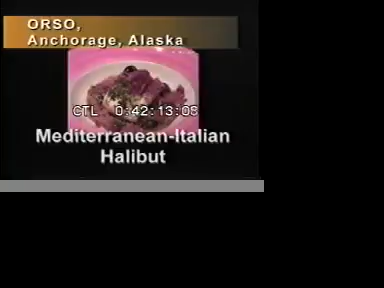 ORSO,
Anchorage, Alaska
CTL 0:42:13:08
Mediterranean-Italian
Halibut